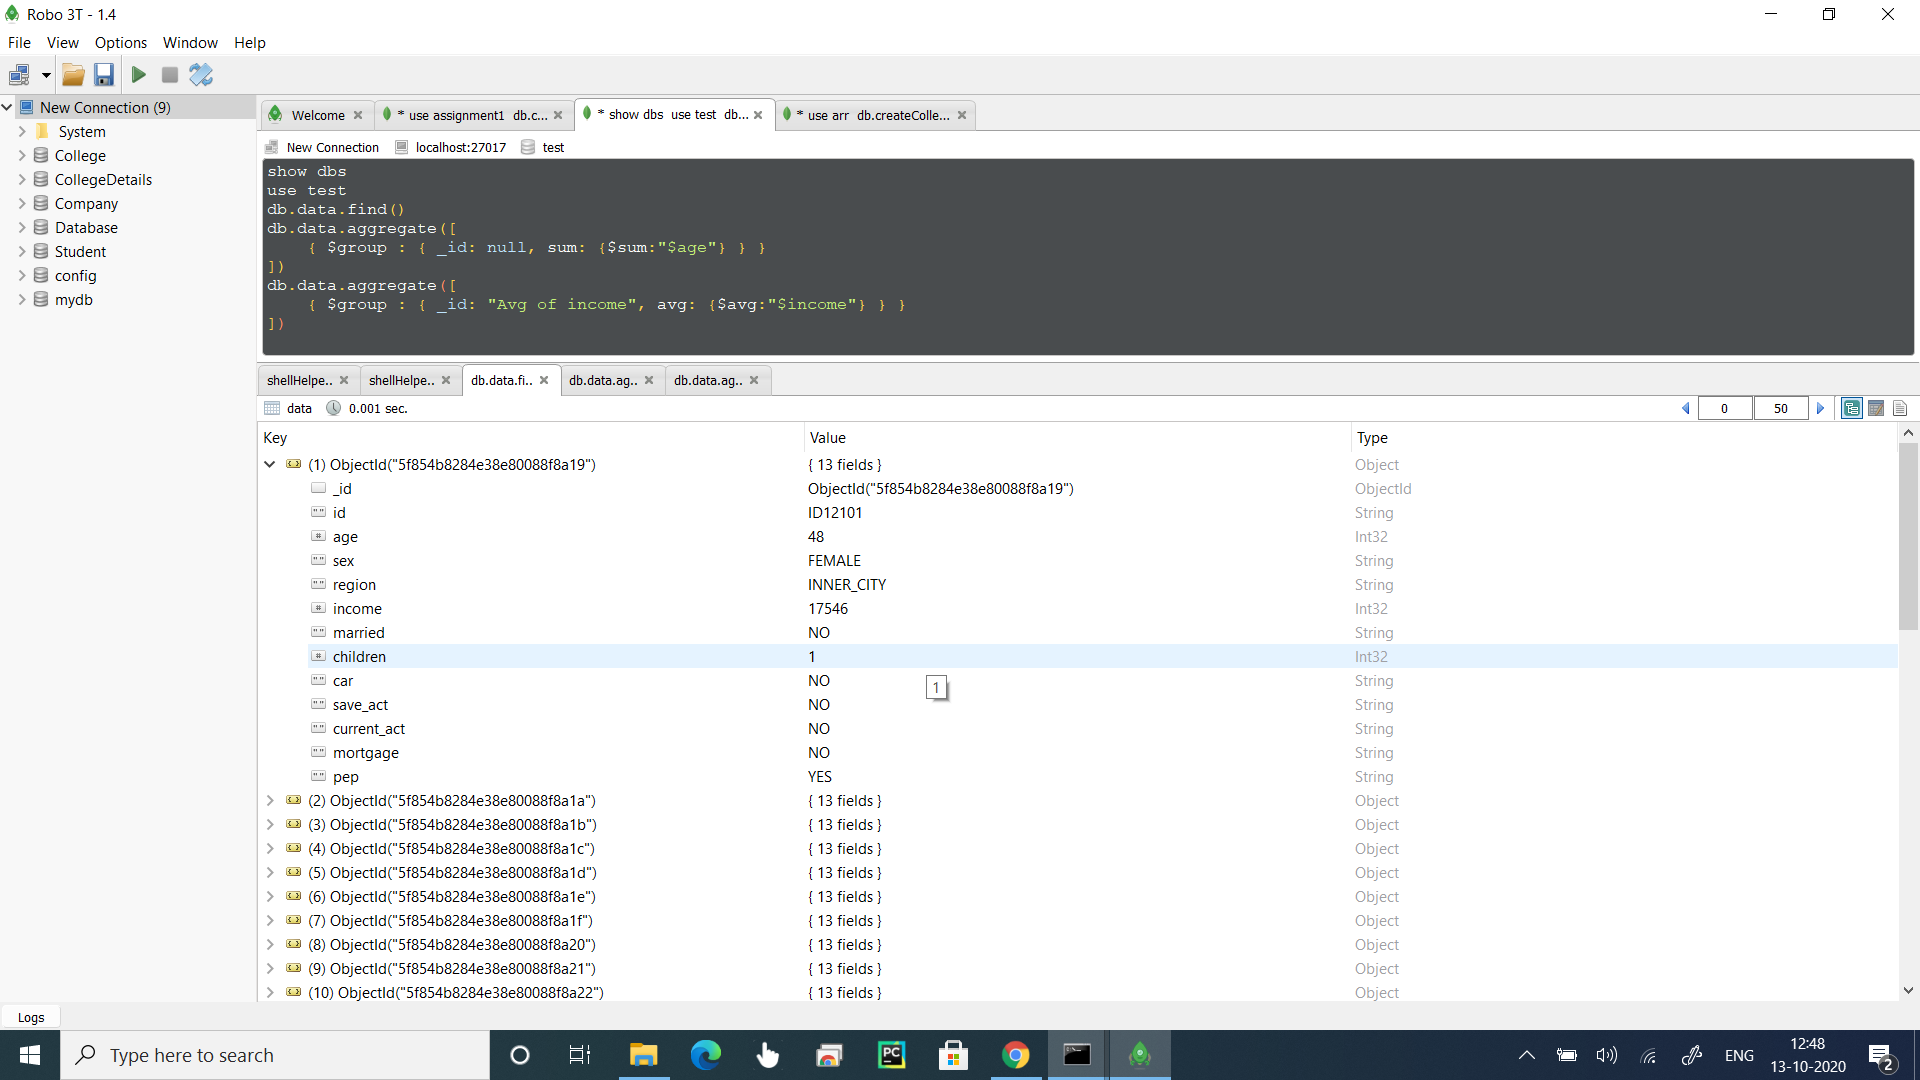 Robo 3T - 1.4
File View Options Window Help
New Connection (9)
System
College
CollegeDetails
Company
Database
Student
config
mydb
Welcome * use assignment1 db.c... * show dbs use test db... * use arr db.createColle...
New Connection localhost:27017 test
show dbs
use test
db.data.find()
db.data.aggregate([
{ $group : { _id: null, sum: {$sum:"$age"} } }
])
db.data.aggregate([
{ $group : { _id: "Avg of income", avg: {$avg:"$income"} } }
])
shellHelpe.. shellHelpe.. db.data.fi.. db.data.ag.. db.data.ag..
data 0.001 sec. 0 50
Key Value Type
(1) ObjectId("5f854b8284e38e80088f8a19") { 13 fields } Object
_id ObjectId("5f854b8284e38e80088f8a19") ObjectId
id ID12101 String
age 48 Int32
sex FEMALE String
region INNER_CITY String
income 17546 Int32
married NO String
children 1 Int32
car NO String
1
save_act NO String
current_act NO String
mortgage NO String
pep YES String
(2) ObjectId("5f854b8284e38e80088f8a1a") { 13 fields } Object
(3) ObjectId("5f854b8284e38e80088f8a1b") { 13 fields } Object
(4) ObjectId("5f854b8284e38e80088f8a1c") { 13 fields } Object
(5) ObjectId("5f854b8284e38e80088f8a1d") { 13 fields } Object
(6) ObjectId("5f854b8284e38e80088f8a1e") { 13 fields } Object
(7) ObjectId("5f854b8284e38e80088f8a1f") { 13 fields } Object
(8) ObjectId("5f854b8284e38e80088f8a20") { 13 fields } Object
(9) ObjectId("5f854b8284e38e80088f8a21") { 13 fields } Object
(10) ObjectId("5f854b8284e38e80088f8a22") { 13 fields } Object
Logs
Type here to search
PC
ENG
12:48
13-10-2020
2